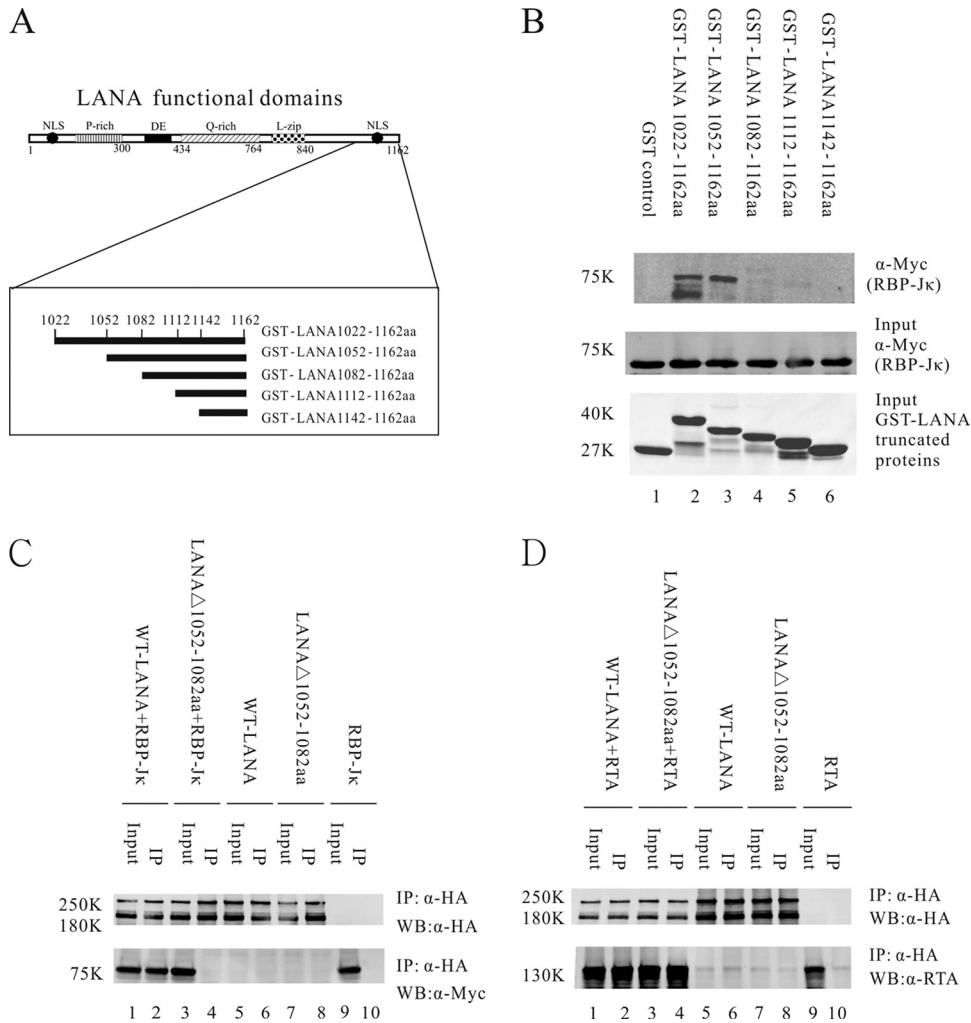 A
LANA functional domains
NLS P-rich DE Q-rich L-zip NLS
1 300 434 764 840 1162
1022 1052 1082 1112 1142 1162
GST-LANA1022-1162aa
GST-LANA1052-1162aa
GST-LANA1082-1162aa
GST-LANA1112-1162aa
GST-LANA1142-1162aa
B
GST control
GST-LANA 1022-1162aa
GST-LANA 1052-1162aa
GST-LANA 1082-1162aa
GST-LANA 1112-1162aa
GST-LANA 1142-1162aa
75K
α-Myc
(RBP-Jκ)
75K
Input
α-Myc
(RBP-Jκ)
40K
27K
Input
GST-LANA
truncated
proteins
1 2 3 4 5 6
C
WT-LANA+RBP-Jκ
LANA△1052-1082aa+RBP-Jκ
WT-LANA
LANA△1052-1082aa
RBP-Jκ
Input IP Input IP Input IP Input IP Input IP
250K
180K
IP: α-HA
WB:α-HA
75K
IP: α-HA
WB:α-Myc
1 2 3 4 5 6 7 8 9 10
D
WT-LANA+RTA
LANA△1052-1082aa+RTA
WT-LANA
LANA△1052-1082aa
RTA
Input IP Input IP Input IP Input IP Input IP
250K
180K
IP: α-HA
WB:α-HA
130K
IP: α-HA
WB:α-RTA
1 2 3 4 5 6 7 8 9 10